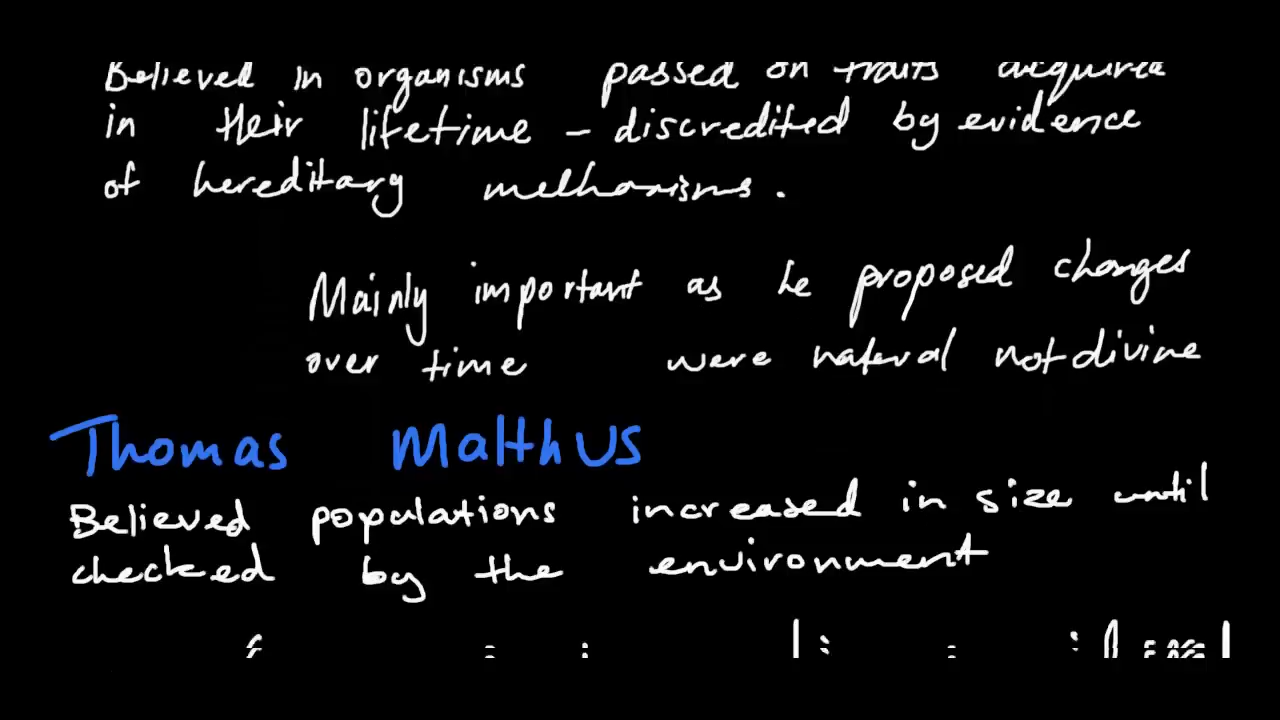 Believed in organisms passed on traits acquired
in their lifetime - discredited by evidence
of hereditary mechanisms.
Mainly important as he proposed changes
over time were natural not divine
Thomas Malthus
Believed populations increased in size until
checked by the environment